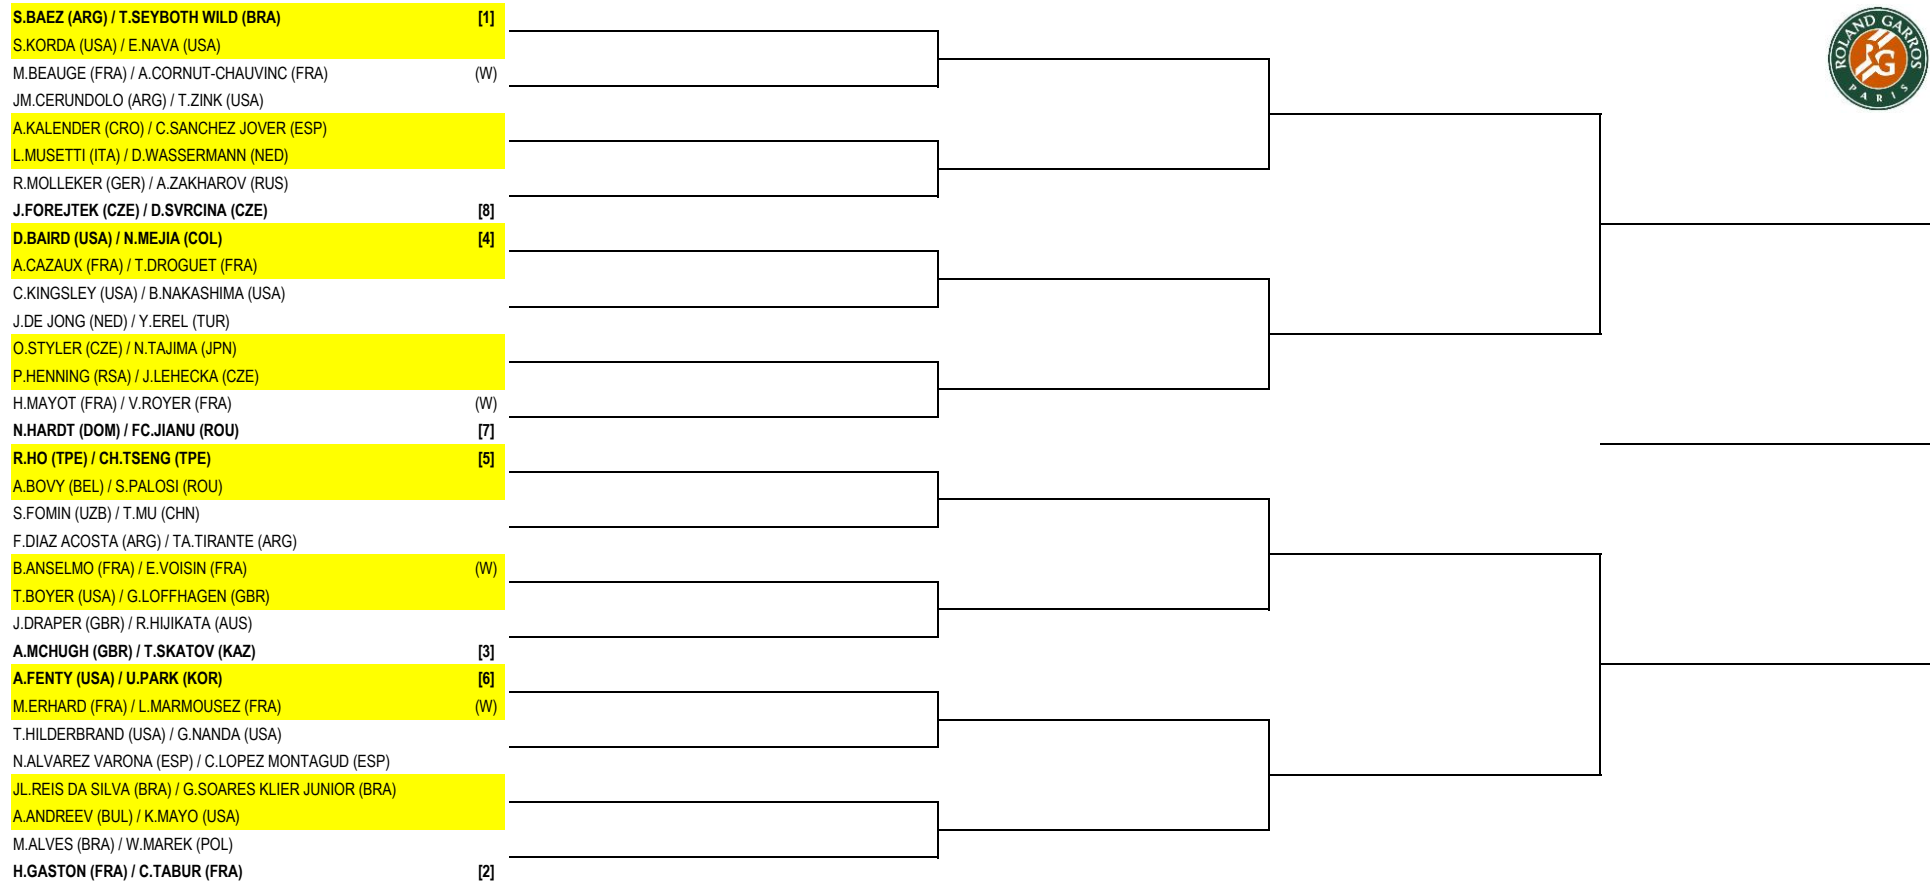 S.BAEZ (ARG) / T.SEYBOTH WILD (BRA) [1]
S.KORDA (USA) / E.NAVA (USA)
M.BEAUGE (FRA) / A.CORNUT-CHAUVINC (FRA) (W)
JM.CERUNDOLO (ARG) / T.ZINK (USA)
A.KALENDER (CRO) / C.SANCHEZ JOVER (ESP)
L.MUSETTI (ITA) / D.WASSERMANN (NED)
R.MOLLEKER (GER) / A.ZAKHAROV (RUS)
J.FOREJTEK (CZE) / D.SVRCINA (CZE) [8]
D.BAIRD (USA) / N.MEJIA (COL) [4]
A.CAZAUX (FRA) / T.DROGUET (FRA)
C.KINGSLEY (USA) / B.NAKASHIMA (USA)
J.DE JONG (NED) / Y.EREL (TUR)
O.STYLER (CZE) / N.TAJIMA (JPN)
P.HENNING (RSA) / J.LEHECKA (CZE)
H.MAYOT (FRA) / V.ROYER (FRA) (W)
N.HARDT (DOM) / FC.JIANU (ROU) [7]
R.HO (TPE) / CH.TSENG (TPE) [5]
A.BOVY (BEL) / S.PALOSI (ROU)
S.FOMIN (UZB) / T.MU (CHN)
F.DIAZ ACOSTA (ARG) / TA.TIRANTE (ARG)
B.ANSELMO (FRA) / E.VOISIN (FRA) (W)
T.BOYER (USA) / G.LOFFHAGEN (GBR)
J.DRAPER (GBR) / R.HIJIKATA (AUS)
A.MCHUGH (GBR) / T.SKATOV (KAZ) [3]
A.FENTY (USA) / U.PARK (KOR) [6]
M.ERHARD (FRA) / L.MARMOUSEZ (FRA) (W)
T.HILDERBRAND (USA) / G.NANDA (USA)
N.ALVAREZ VARONA (ESP) / C.LOPEZ MONTAGUD (ESP)
JL.REIS DA SILVA (BRA) / G.SOARES KLIER JUNIOR (BRA)
A.ANDREEV (BUL) / K.MAYO (USA)
M.ALVES (BRA) / W.MAREK (POL)
H.GASTON (FRA) / C.TABUR (FRA) [2]
ROLAND GARROS
RG
PARIS